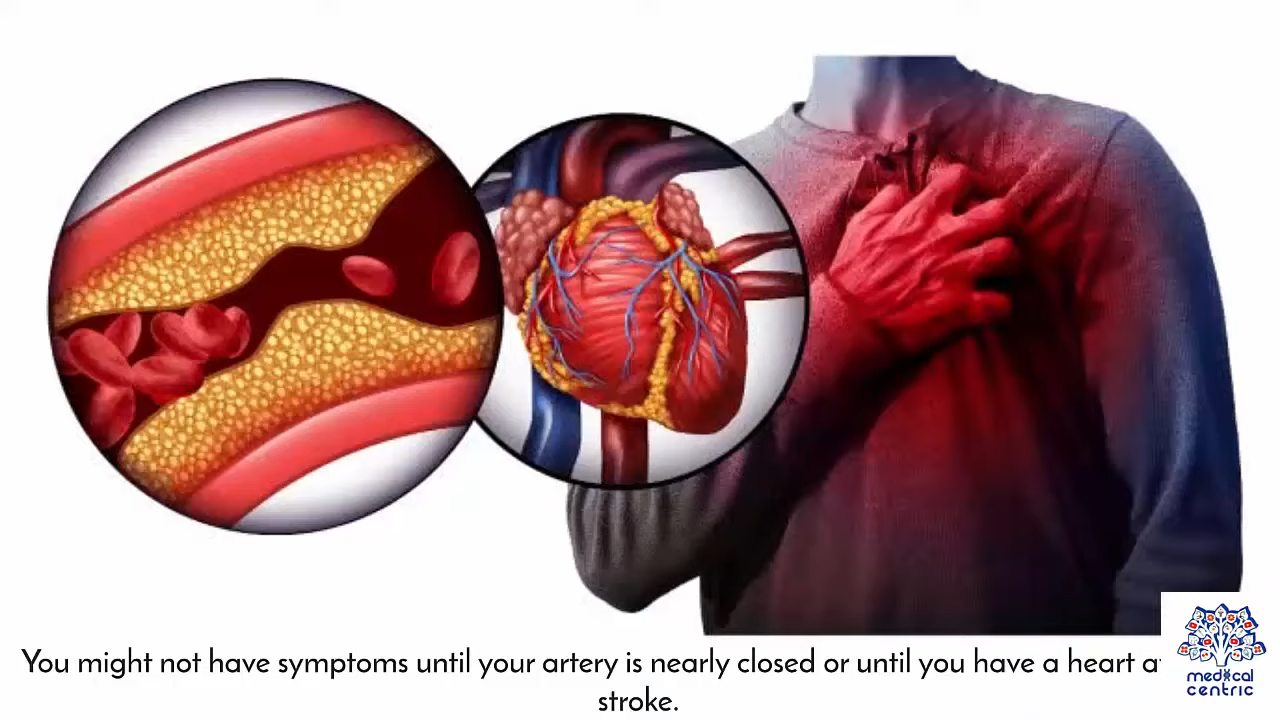 You might not have symptoms until your artery is nearly closed or until you have a heart
stroke.
medical
centric